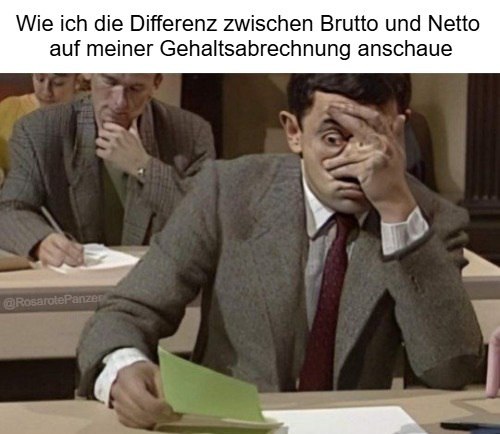 Wie ich die Differenz zwischen Brutto und Netto
auf meiner Gehaltsabrechnung anschaue
@RosarotePanzer